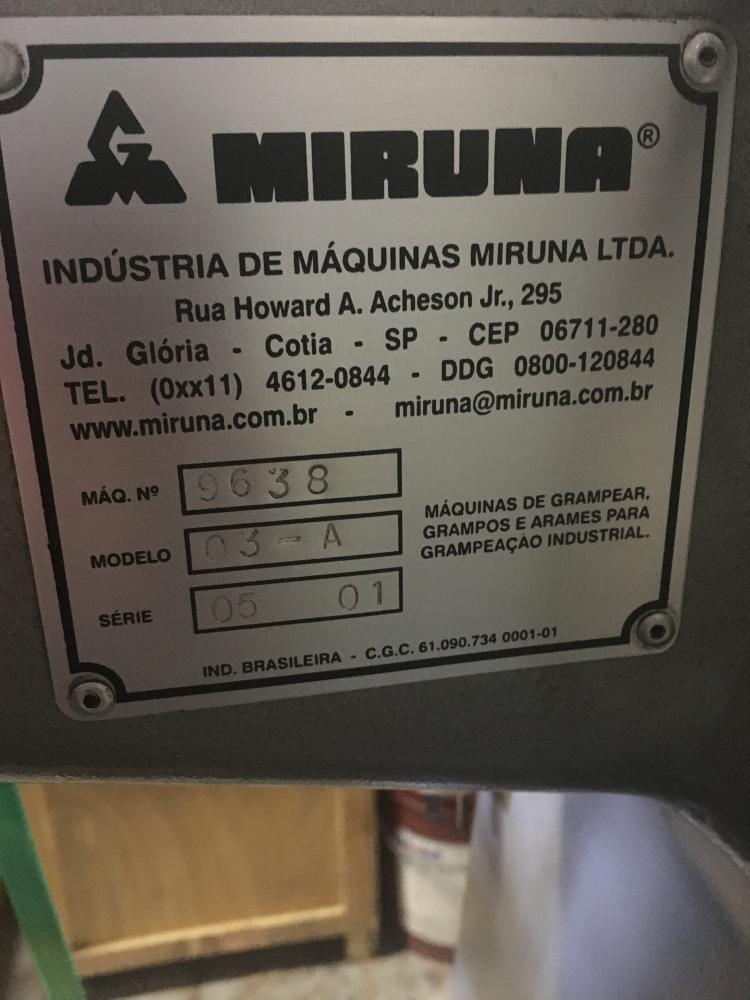 GM MIRUNA®
INDÚSTRIA DE MÁQUINAS MIRUNA LTDA.
Rua Howard A. Acheson Jr., 295
Jd. Glória - Cotia - SP - CEP 06711-280
TEL. (0xx11) 4612-0844 - DDG 0800-120844
www.miruna.com.br - miruna@miruna.com.br
MÁQ. Nº 9638
MODELO 03-A
SÉRIE 05 01
MÁQUINAS DE GRAMPEAR,
GRAMPOS E ARAMES PARA
GRAMPEAÇÃO INDUSTRIAL.
IND. BRASILEIRA - C.G.C. 61.090.734 0001-01